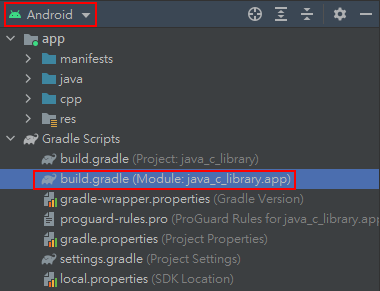 Android
app
manifests
java
cpp
res
Gradle Scripts
build.gradle (Project: java_c_library)
build.gradle (Module: java_c_library.app)
gradle-wrapper.properties (Gradle Version)
proguard-rules.pro (ProGuard Rules for java_c_library.app
gradle.properties (Project Properties)
settings.gradle (Project Settings)
local.properties (SDK Location)